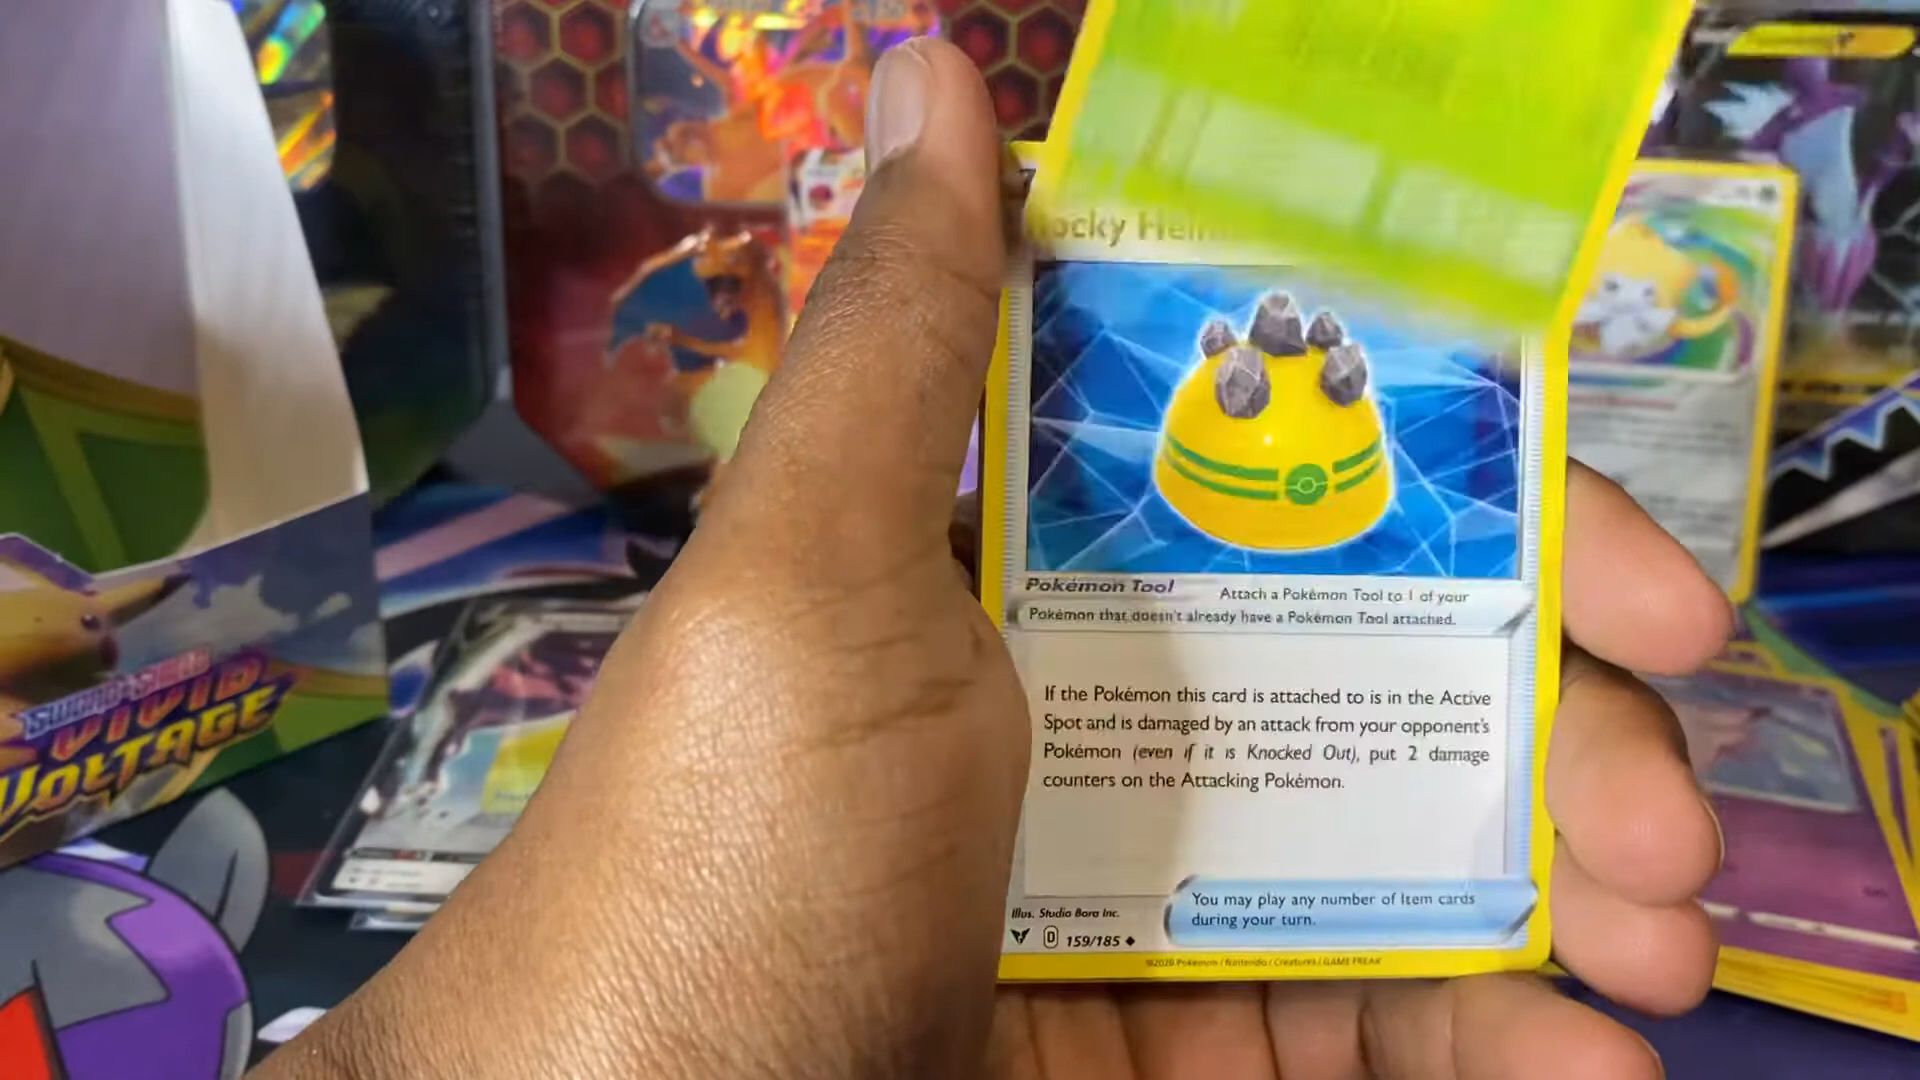 Rocky Hel
Pokémon Tool
Attach a Pokémon Tool to 1 of your
Pokémon that doesn't already have a Pokémon Tool attached.
If the Pokémon this card is attached to is in the Active
Spot and is damaged by an attack from your opponent's
Pokémon (even if it is Knocked Out), put 2 damage
counters on the Attacking Pokémon.
You may play any number of Item cards
during your turn.
Illus. Studio Bora Inc.
D 159/185
©2020 Pokémon / Nintendo / Creatures / GAME FREAK
VIVID
VOLTAGE